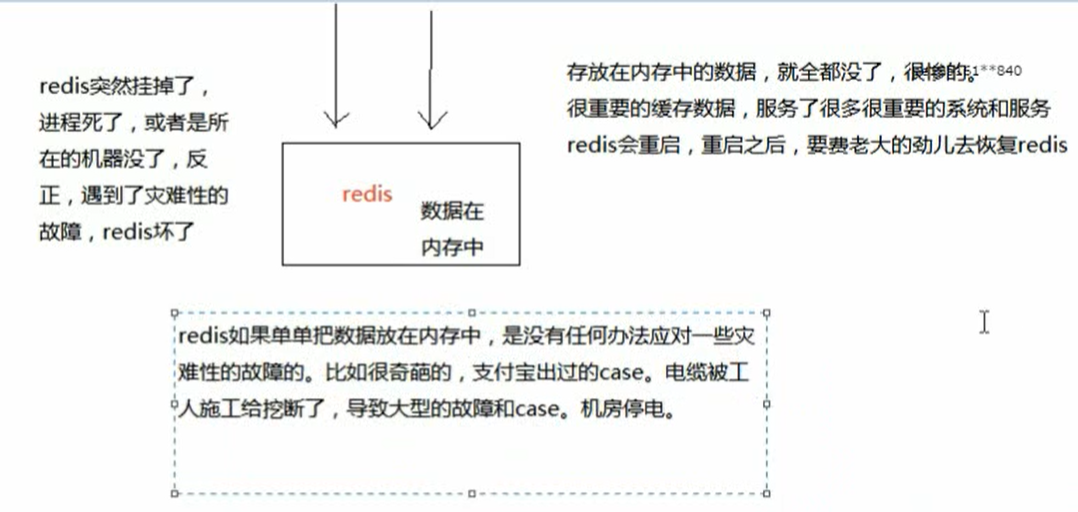 redis突然挂掉了，
进程死了，或者是所
在的机器没了，反
正，遇到了灾难性的
故障，redis坏了
redis
数据在
内存中
存放在内存中的数据，就全都没了，很惨的。
很重要的缓存数据，服务了很多很重要的系统和服务
redis会重启，重启之后，要费老大的劲儿去恢复redis
redis如果单单把数据放在内存中，是没有任何办法应对一些灾
难性的故障的。比如很奇葩的，支付宝出过的case。电缆被工
人施工给挖断了，导致大型的故障和case。机房停电。